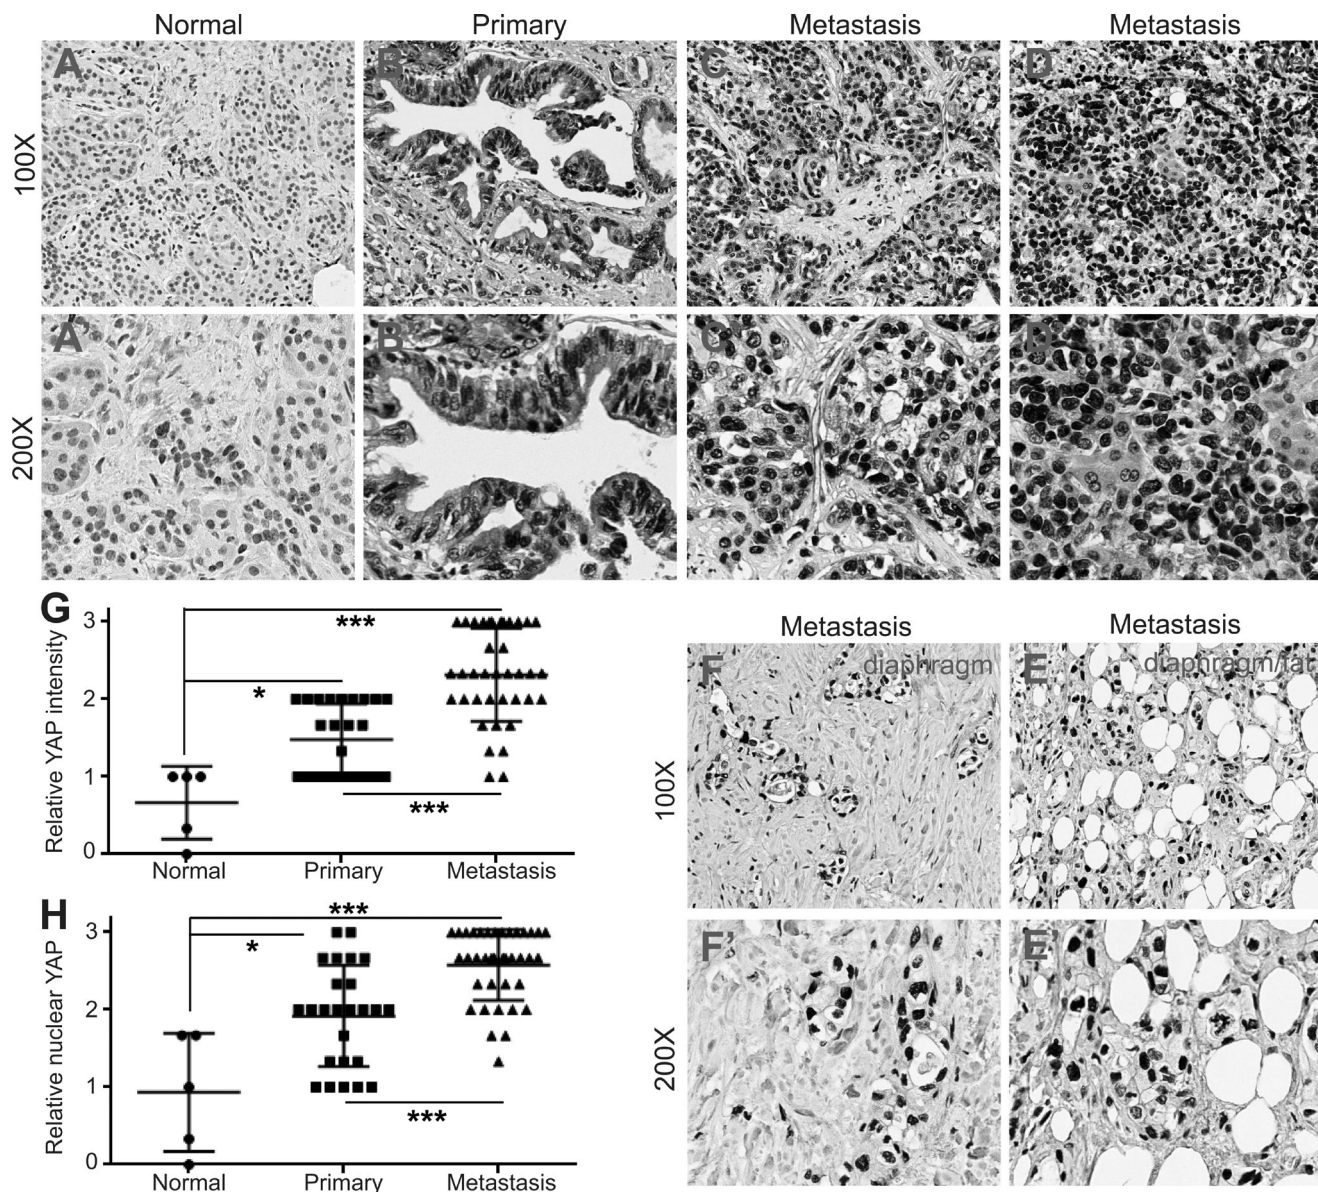 Normal Primary Metastasis Metastasis
100X
A B C liver D
200X
A' B' C' D'
G
Relative YAP intensity
3
2
1
0
***
*
***
Normal Primary Metastasis
H
Relative nuclear YAP
3
2
1
0
***
*
***
Normal Primary Metastasis
Metastasis Metastasis
100X
F diaphragm E diaphragm/fat
200X
F' E'